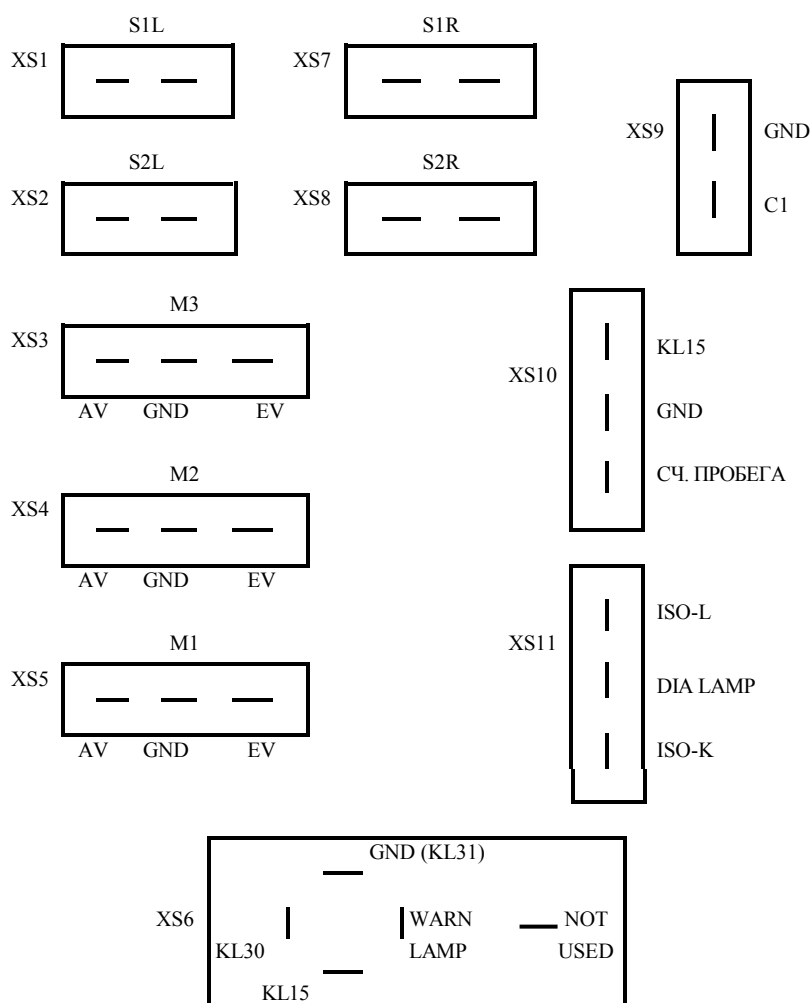 S1L
XS1
S1R
XS7
XS9
GND
C1
S2L
XS2
S2R
XS8
M3
XS3
AV GND EV
XS10
KL15
GND
СЧ. ПРОБЕГА
M2
XS4
AV GND EV
M1
XS5
AV GND EV
XS11
ISO-L
DIA LAMP
ISO-K
GND (KL31)
XS6
KL30
WARN
LAMP
NOT
USED
KL15